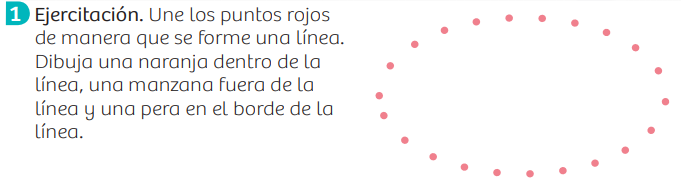 1 Ejercitación. Une los puntos rojos
de manera que se forme una línea.
Dibuja una naranja dentro de la
línea, una manzana fuera de la
línea y una pera en el borde de la
línea.